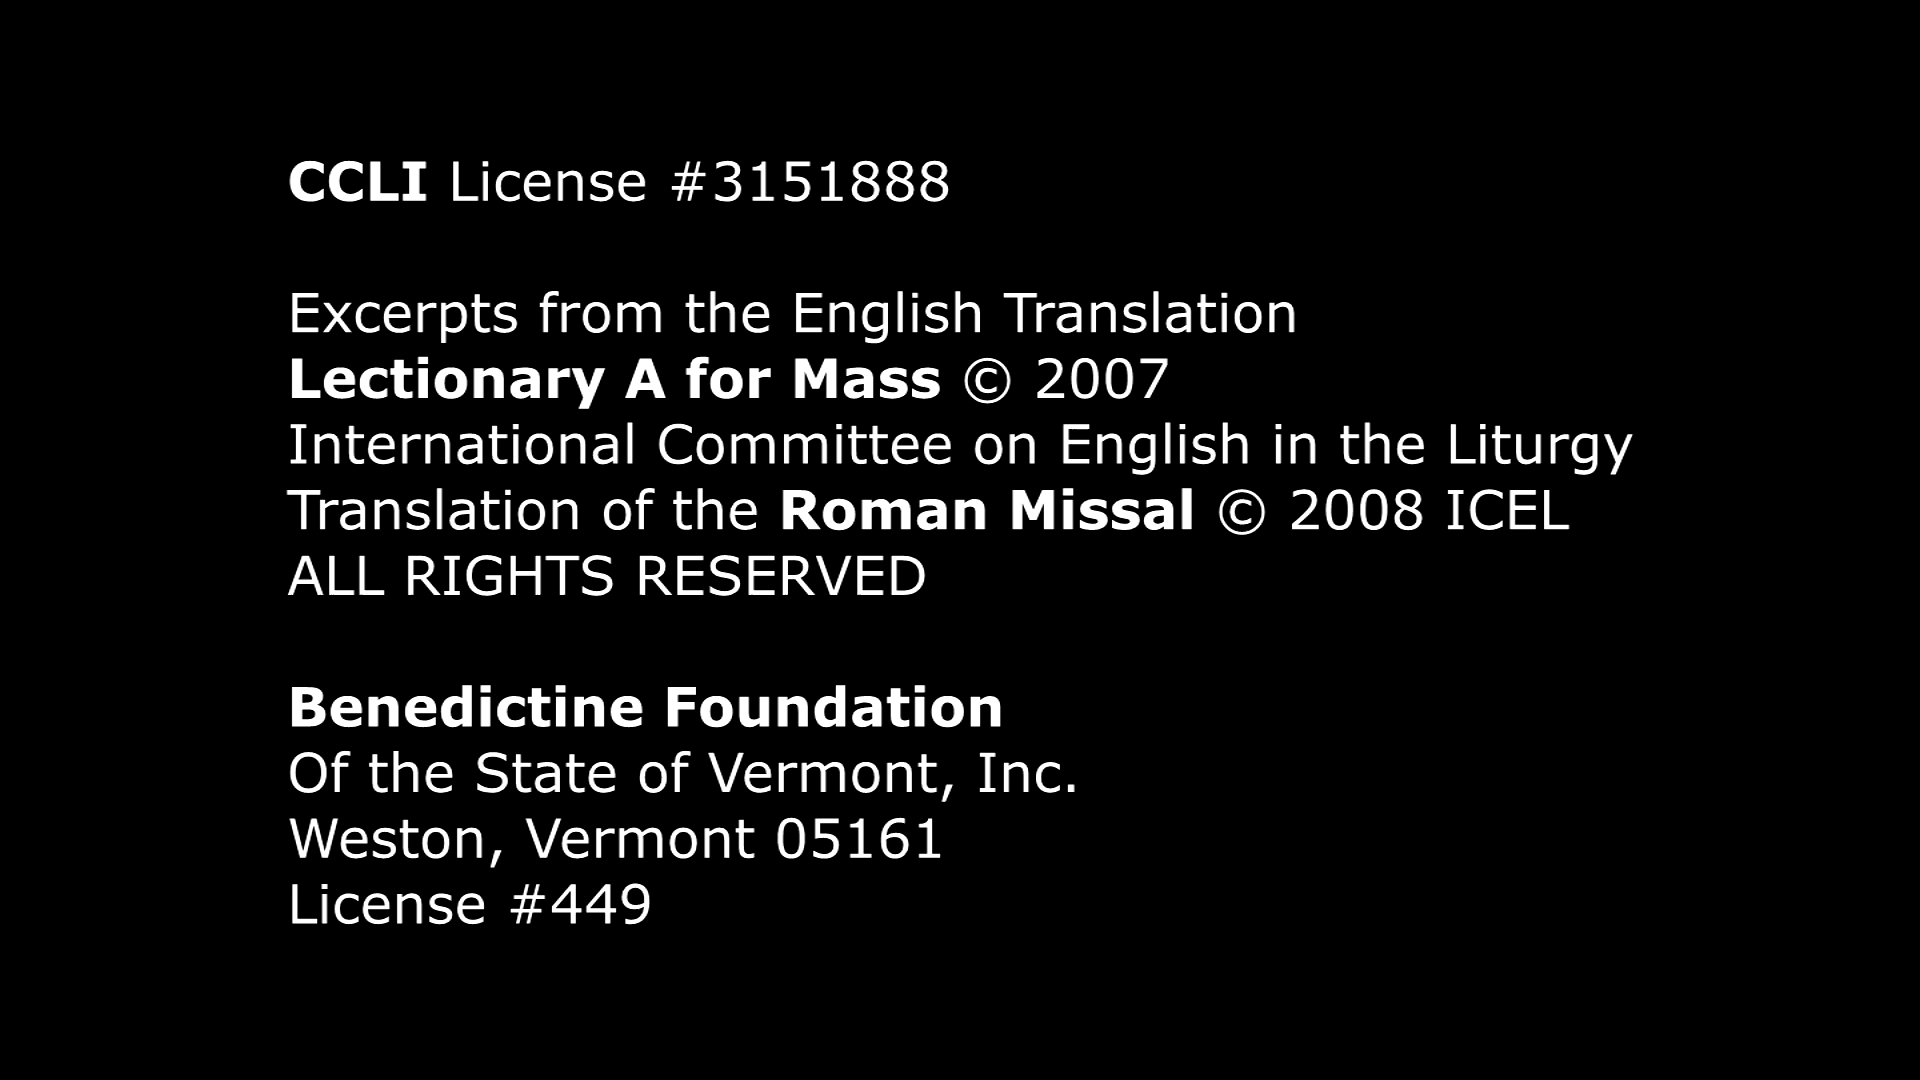 CCLI License #3151888
Excerpts from the English Translation
Lectionary A for Mass © 2007
International Committee on English in the Liturgy
Translation of the Roman Missal © 2008 ICEL
ALL RIGHTS RESERVED
Benedictine Foundation
Of the State of Vermont, Inc.
Weston, Vermont 05161
License #449